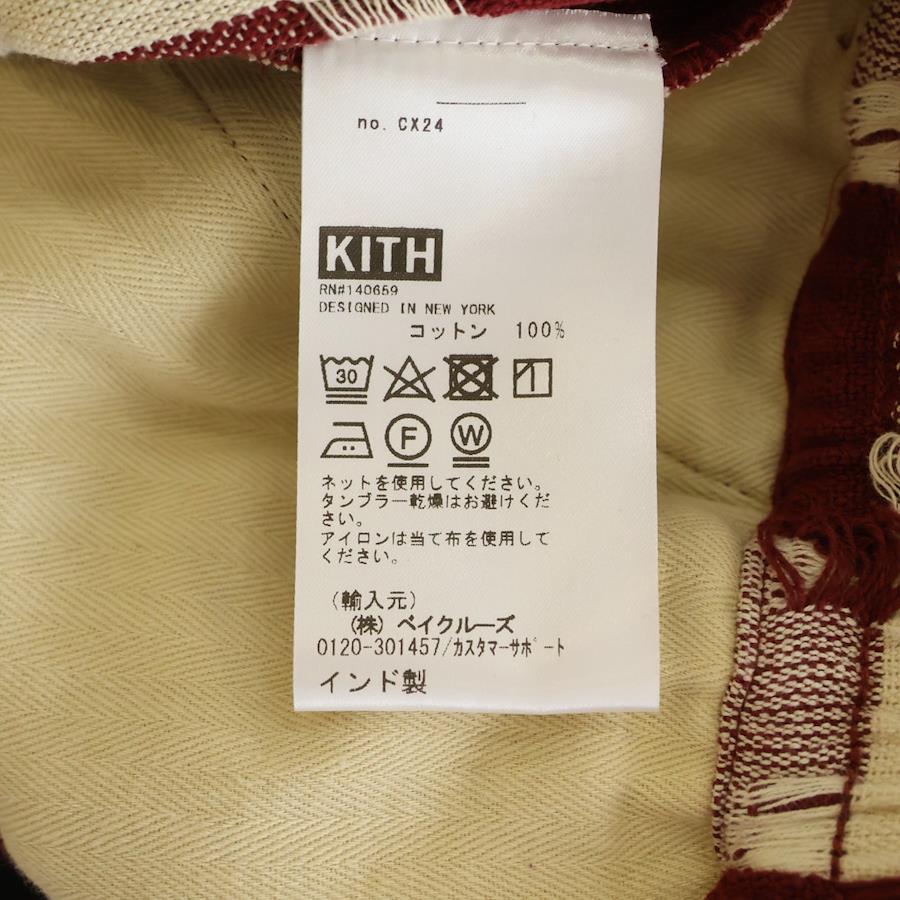 no. CX24
KITH
RN#140659
DESIGNED IN NEW YORK
コットン 100%
30
F W
ネットを使用してください。
タンブラー乾燥はお避けくだ
さい。
アイロンは当て布を使用して
ください。
（輸入元）
（株）ベイクルーズ
0120-301457/ｶｽﾀﾏｰｻﾎﾟｰﾄ
インド製